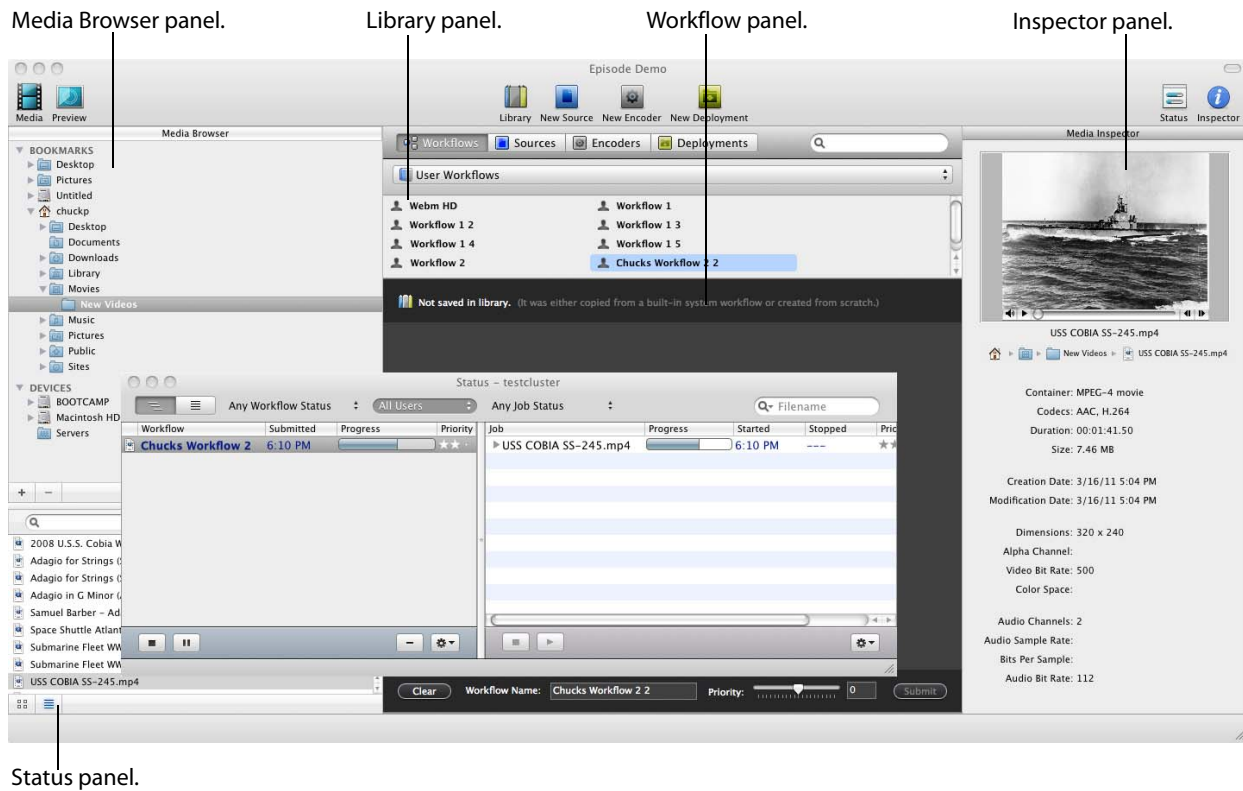 Media Browser panel.
Library panel.
Workflow panel.
Inspector panel.
Episode Demo
Media Preview
Library New Source New Encoder New Deployment
Status Inspector
Media Browser
BOOKMARKS
Desktop
Pictures
Untitled
chuckp
Desktop
Documents
Downloads
Library
Movies
New Videos
Music
Pictures
Public
Sites
DEVICES
BOOTCAMP
Macintosh HD
Servers
2008 U.S.S. Cobia W
Adagio for Strings (
Adagio for Strings (
Adagio in G Minor (
Samuel Barber – Ad
Space Shuttle Atlant
Submarine Fleet WW
Submarine Fleet WW
USS COBIA SS-245.mp4
Workflows Sources Encoders Deployments
User Workflows
Webm HD Workflow 1
Workflow 1 2 Workflow 1 3
Workflow 1 4 Workflow 1 5
Workflow 2 Chucks Workflow 2 2
Not saved in library. (It was either copied from a built-in system workflow or created from scratch.)
Status – testcluster
Any Workflow Status All Users Any Job Status Filename
Workflow Submitted Progress Priority Job Progress Started Stopped Pric
Chucks Workflow 2 6:10 PM USS COBIA SS-245.mp4 6:10 PM ---
Clear Workflow Name: Chucks Workflow 2 2 Priority: 0 Submit
Media Inspector
USS COBIA SS-245.mp4
New Videos USS COBIA SS-245.mp4
Container: MPEG-4 movie
Codecs: AAC, H.264
Duration: 00:01:41.50
Size: 7.46 MB
Creation Date: 3/16/11 5:04 PM
Modification Date: 3/16/11 5:04 PM
Dimensions: 320 x 240
Alpha Channel:
Video Bit Rate: 500
Color Space:
Audio Channels: 2
Audio Sample Rate:
Bits Per Sample:
Audio Bit Rate: 112
Status panel.